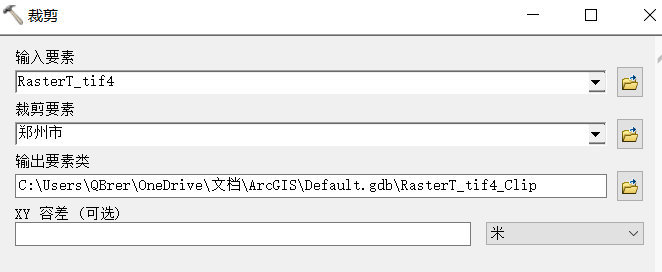 裁剪
输入要素
RasterT_tif4
裁剪要素
郑州市
输出要素类
C:\Users\QBrer\OneDrive\文档\ArcGIS\Default.gdb\RasterT_tif4_Clip
XY 容差 (可选)
米